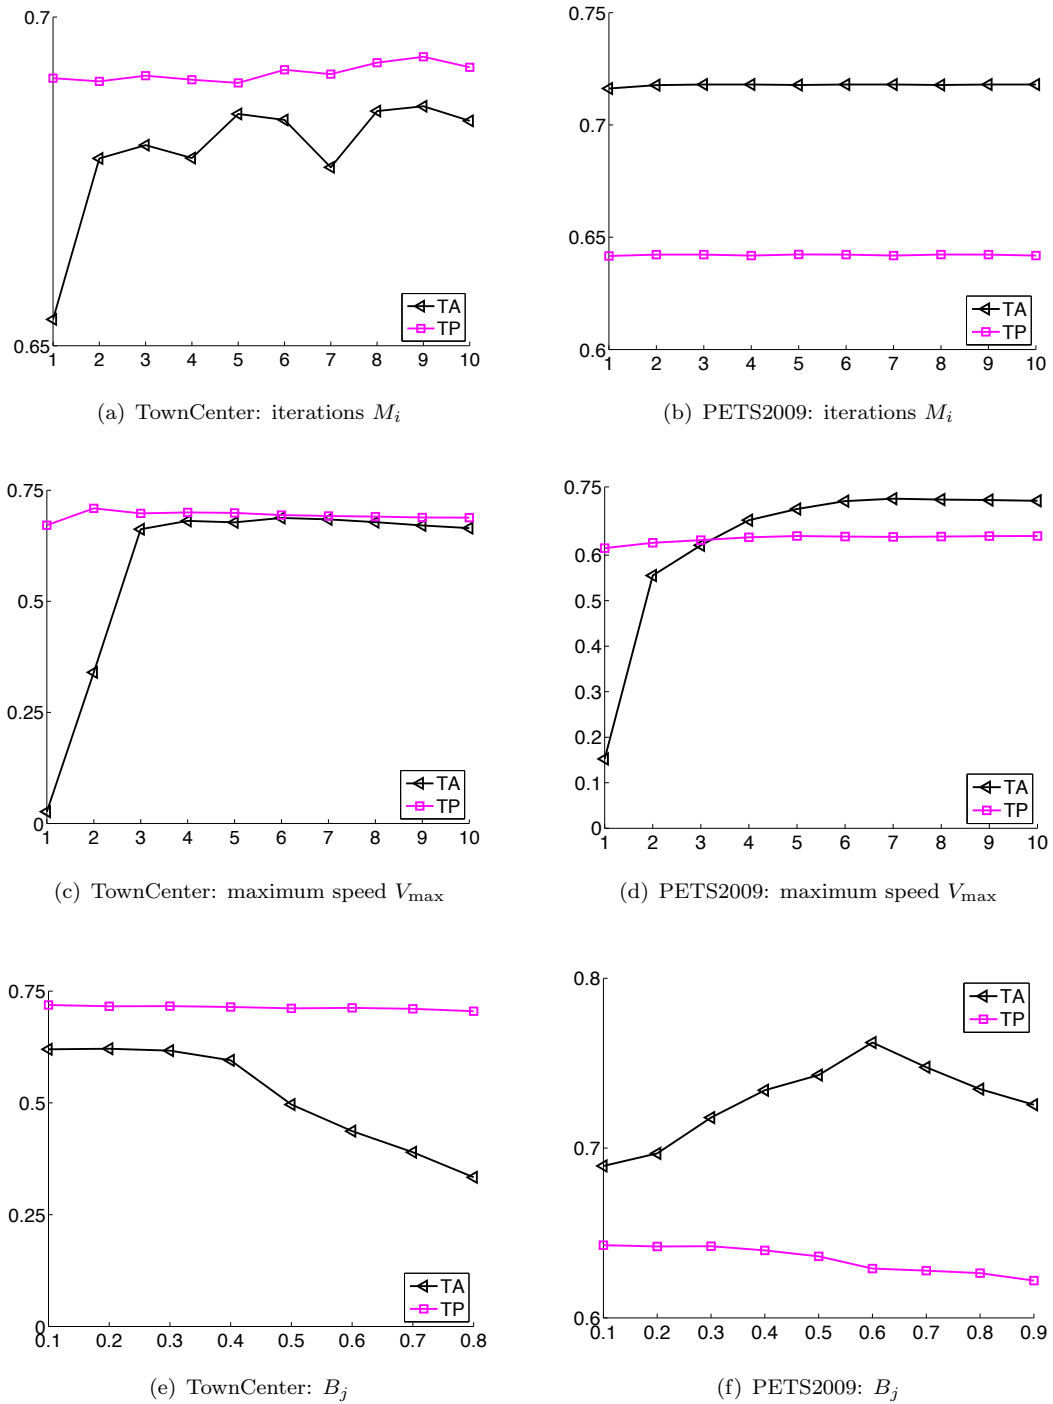 0.7
0.65
1 2 3 4 5 6 7 8 9 10
TA
TP
(a) TownCenter: iterations M_i
0.75
0.7
0.65
0.6
1 2 3 4 5 6 7 8 9 10
TA
TP
(b) PETS2009: iterations M_i
0.75
0.5
0.25
0
1 2 3 4 5 6 7 8 9 10
TA
TP
(c) TownCenter: maximum speed V_max
0.75
0.6
0.5
0.4
0.3
0.2
0.1
0
1 2 3 4 5 6 7 8 9 10
TA
TP
(d) PETS2009: maximum speed V_max
0.75
0.5
0.25
0
0.1 0.2 0.3 0.4 0.5 0.6 0.7 0.8
TA
TP
(e) TownCenter: B_j
0.8
0.7
0.6
0.1 0.2 0.3 0.4 0.5 0.6 0.7 0.8 0.9
TA
TP
(f) PETS2009: B_j